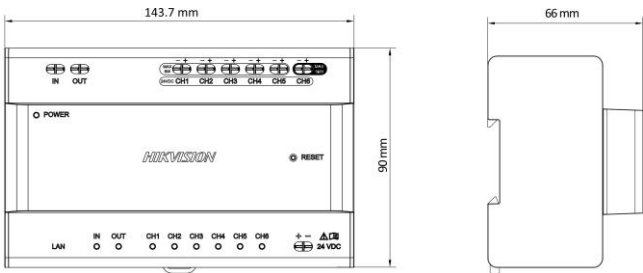 143.7 mm
66 mm
90 mm
- + - + - + - + - + - +
IN OUT
24VDC CH1 CH2 CH3 CH4 CH5 CH6
POWER
HIKVISION
RESET
IN OUT CH1 CH2 CH3 CH4 CH5 CH6 + -
LAN 24 VDC